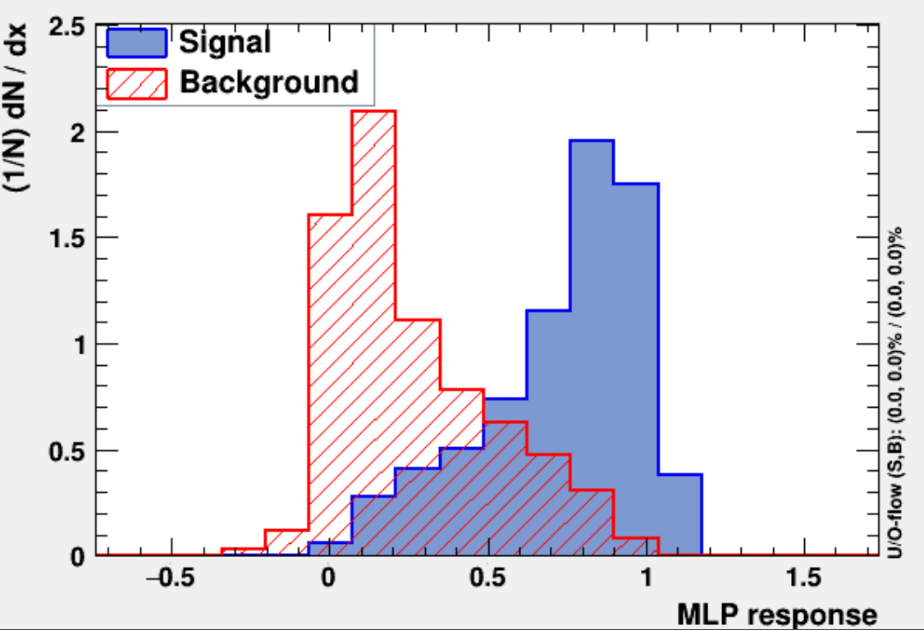 (1/N) dN / dx
2.5
2
1.5
1
0.5
0
Signal
Background
−0.5
0
0.5
1
1.5
MLP response
U/O-flow (S,B): (0.0, 0.0)% / (0.0, 0.0)%